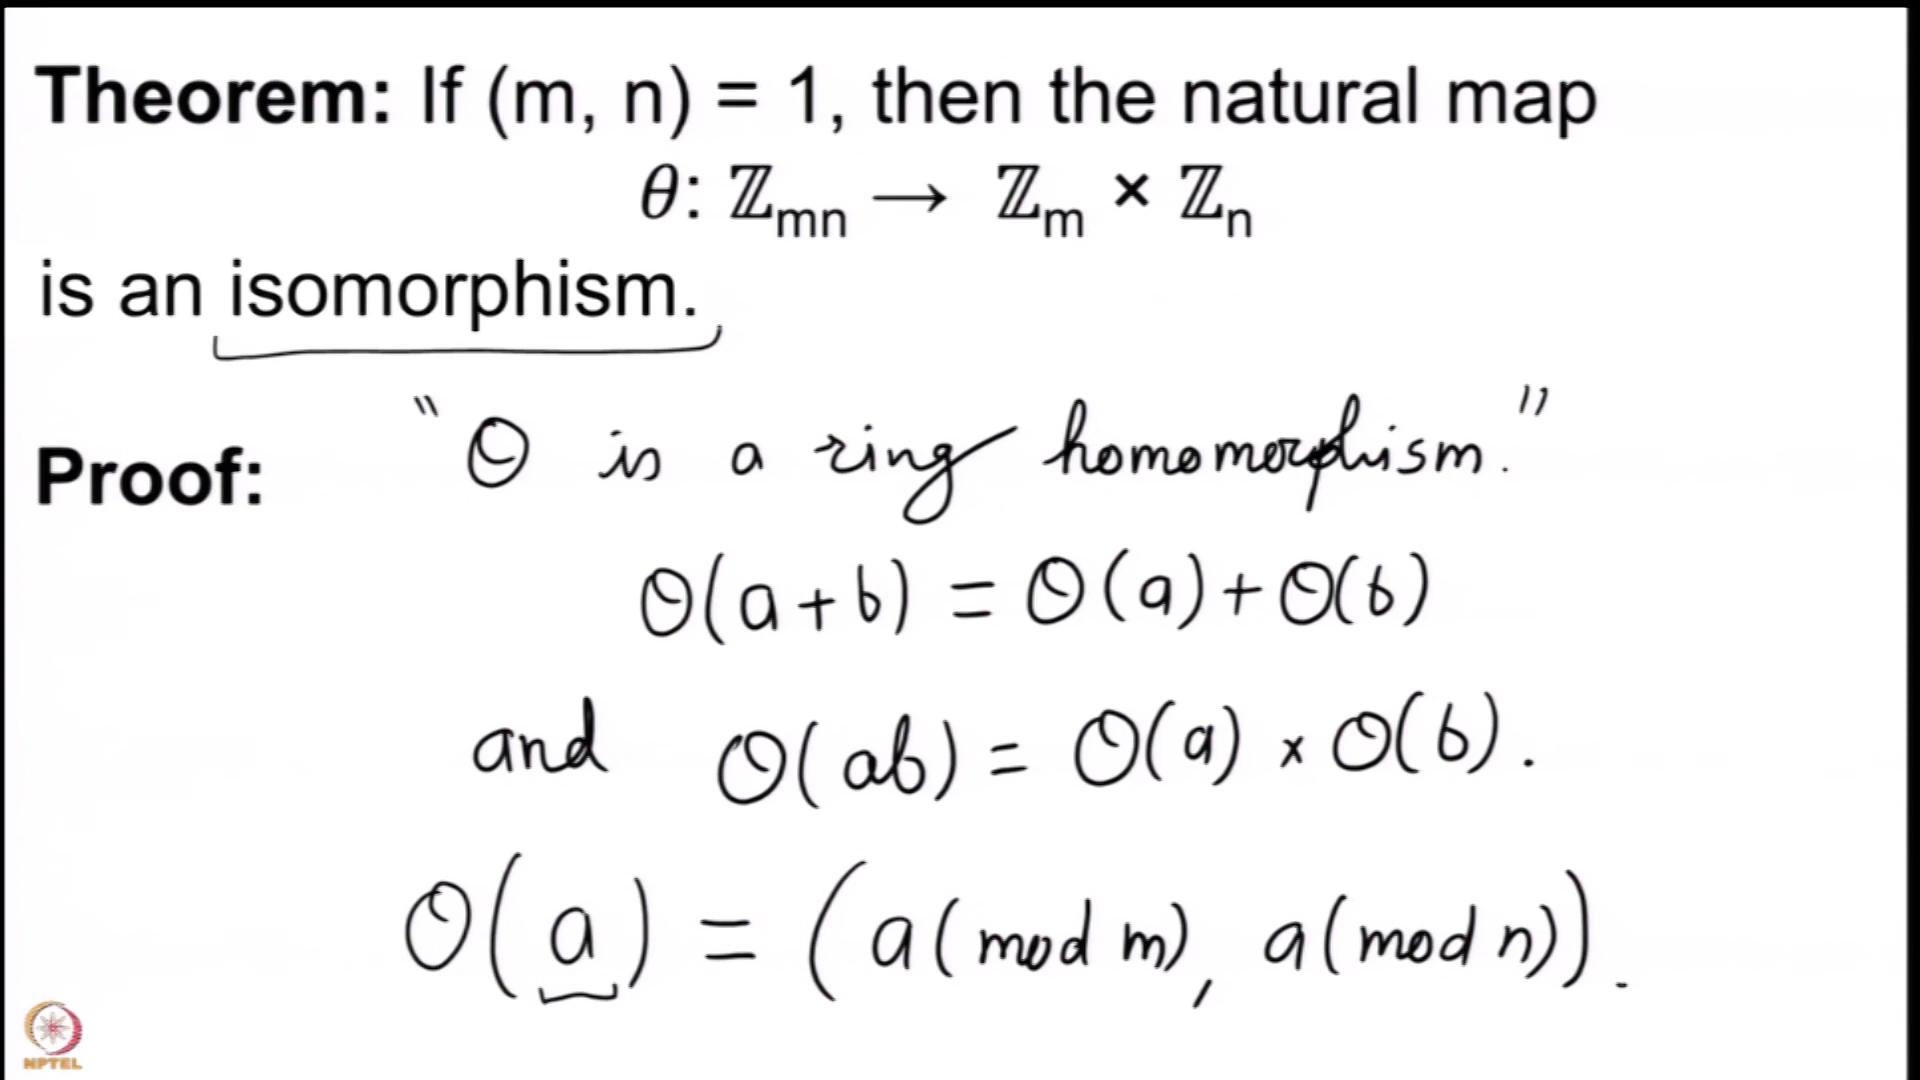 Theorem: If (m, n) = 1, then the natural map
θ: ℤmn → ℤm × ℤn
is an isomorphism.
Proof: "θ is a ring homomorphism."
θ(a+b) = θ(a)+θ(b)
and θ(ab) = θ(a) × θ(b).
θ(a) = (a(mod m), a(mod n)).
NPTEL